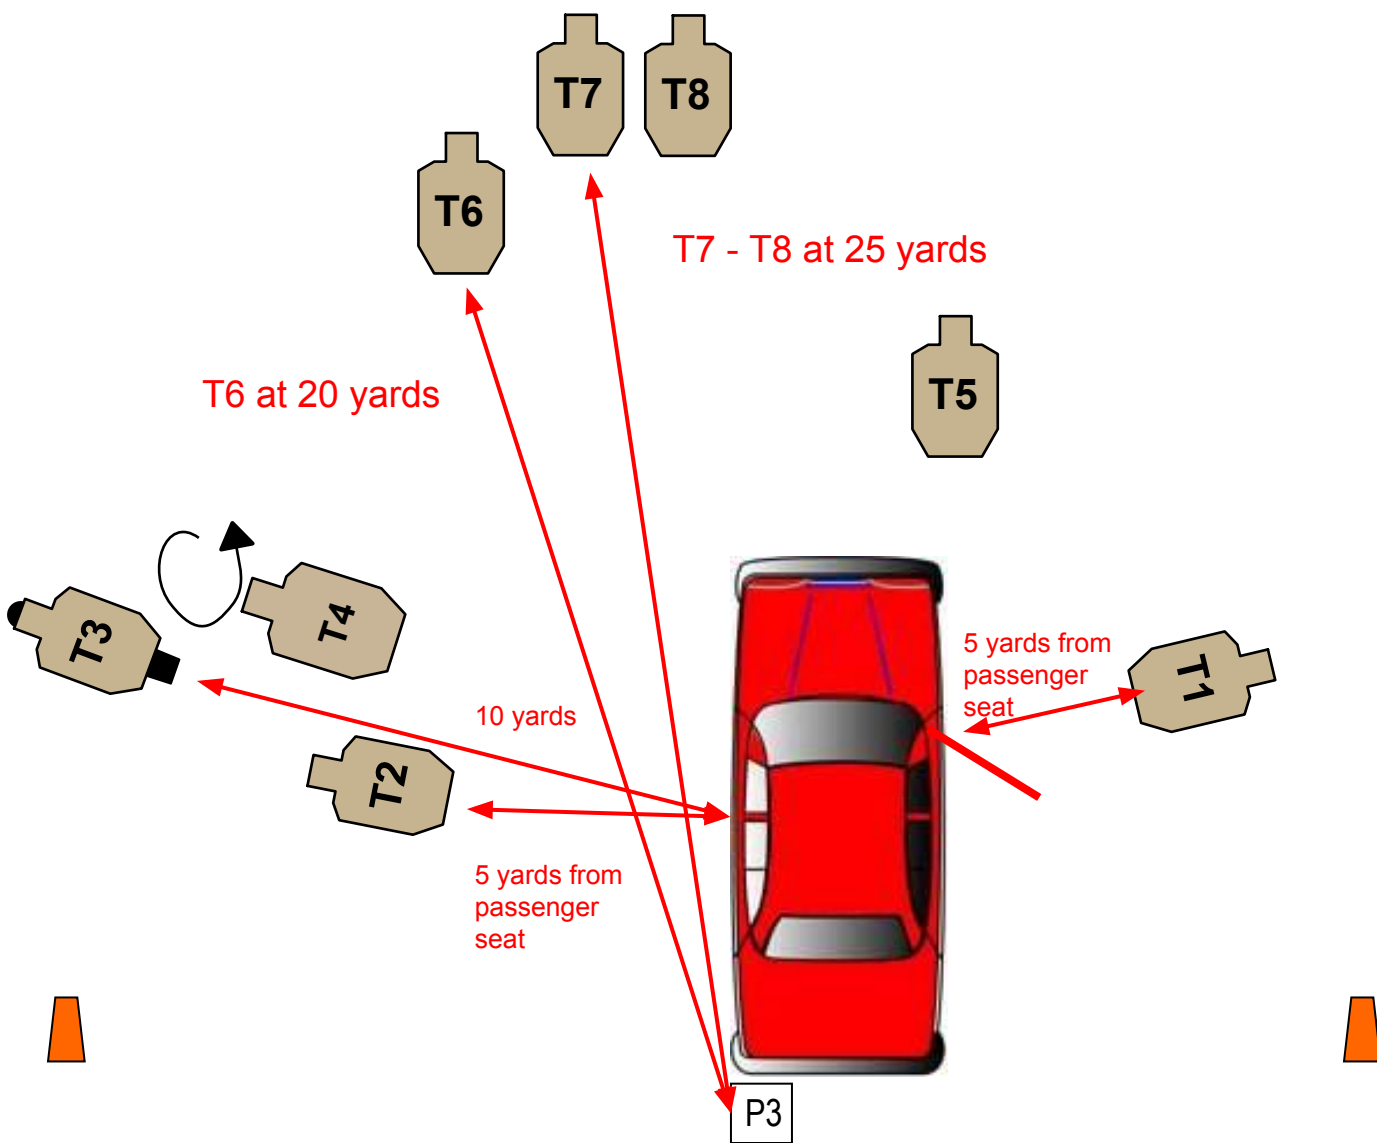 T7
T8
T6
T7 - T8 at 25 yards
T6 at 20 yards
T5
T3
T4
5 yards from
passenger
seat
T1
10 yards
T2
5 yards from
passenger
seat
P3